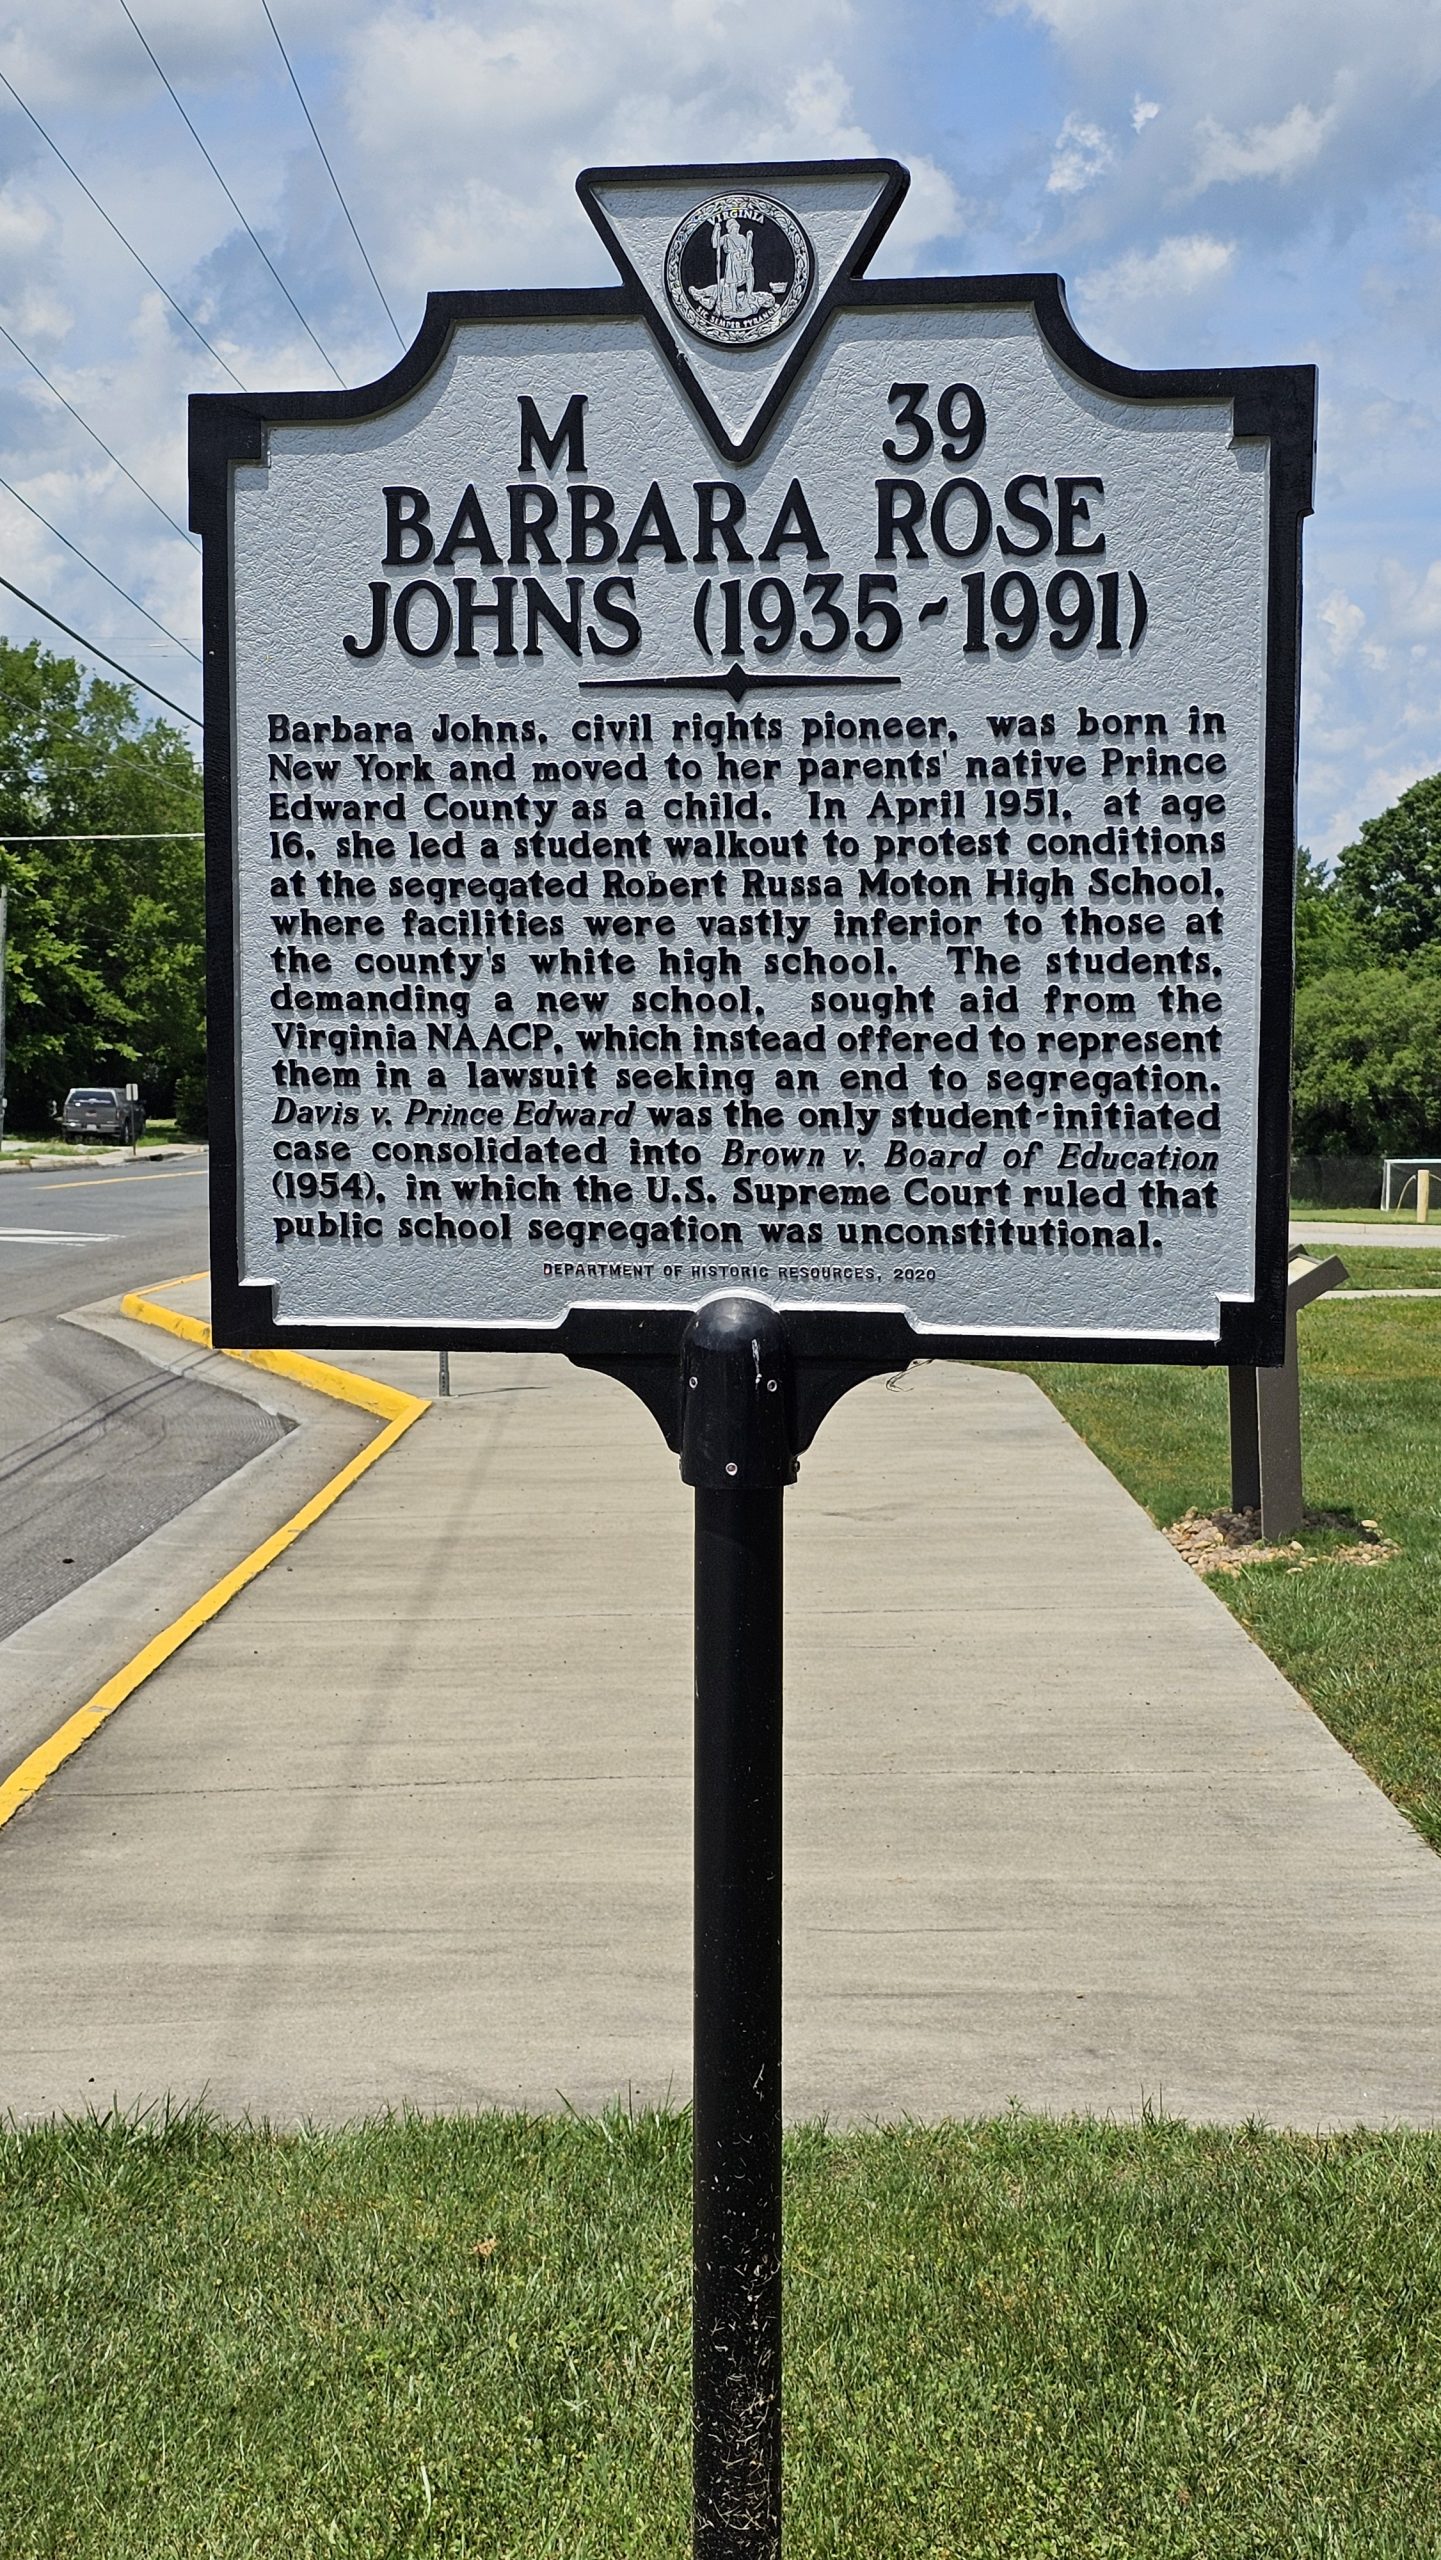 VIRGINIA
SIC SEMPER TYRANNIS
M 39
BARBARA ROSE
JOHNS (1935-1991)
Barbara Johns, civil rights pioneer, was born in
New York and moved to her parents' native Prince
Edward County as a child. In April 1951, at age
16, she led a student walkout to protest conditions
at the segregated Robert Russa Moton High School,
where facilities were vastly inferior to those at
the county's white high school. The students,
demanding a new school, sought aid from the
Virginia NAACP, which instead offered to represent
them in a lawsuit seeking an end to segregation.
Davis v. Prince Edward was the only student-initiated
case consolidated into Brown v. Board of Education
(1954), in which the U.S. Supreme Court ruled that
public school segregation was unconstitutional.
DEPARTMENT OF HISTORIC RESOURCES, 2020